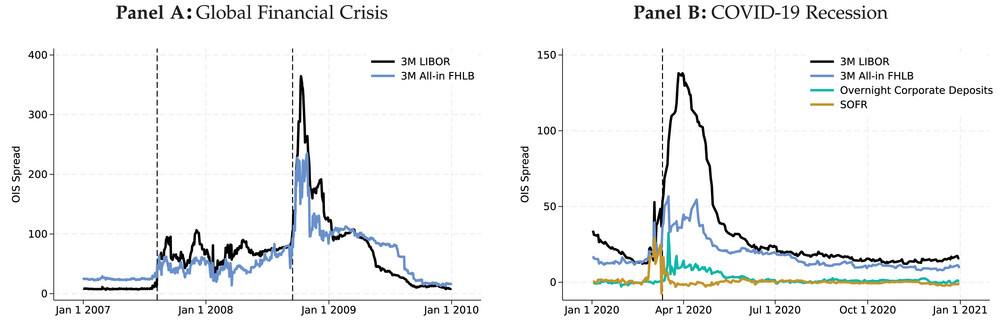 Panel A: Global Financial Crisis
400
300
200
100
0
OIS Spread
3M LIBOR
3M All-in FHLB
Jan 1 2007
Jan 1 2008
Jan 1 2009
Jan 1 2010
Panel B: COVID-19 Recession
150
100
50
0
OIS Spread
3M LIBOR
3M All-in FHLB
Overnight Corporate Deposits
SOFR
Jan 1 2020
Apr 1 2020
Jul 1 2020
Oct 1 2020
Jan 1 2021